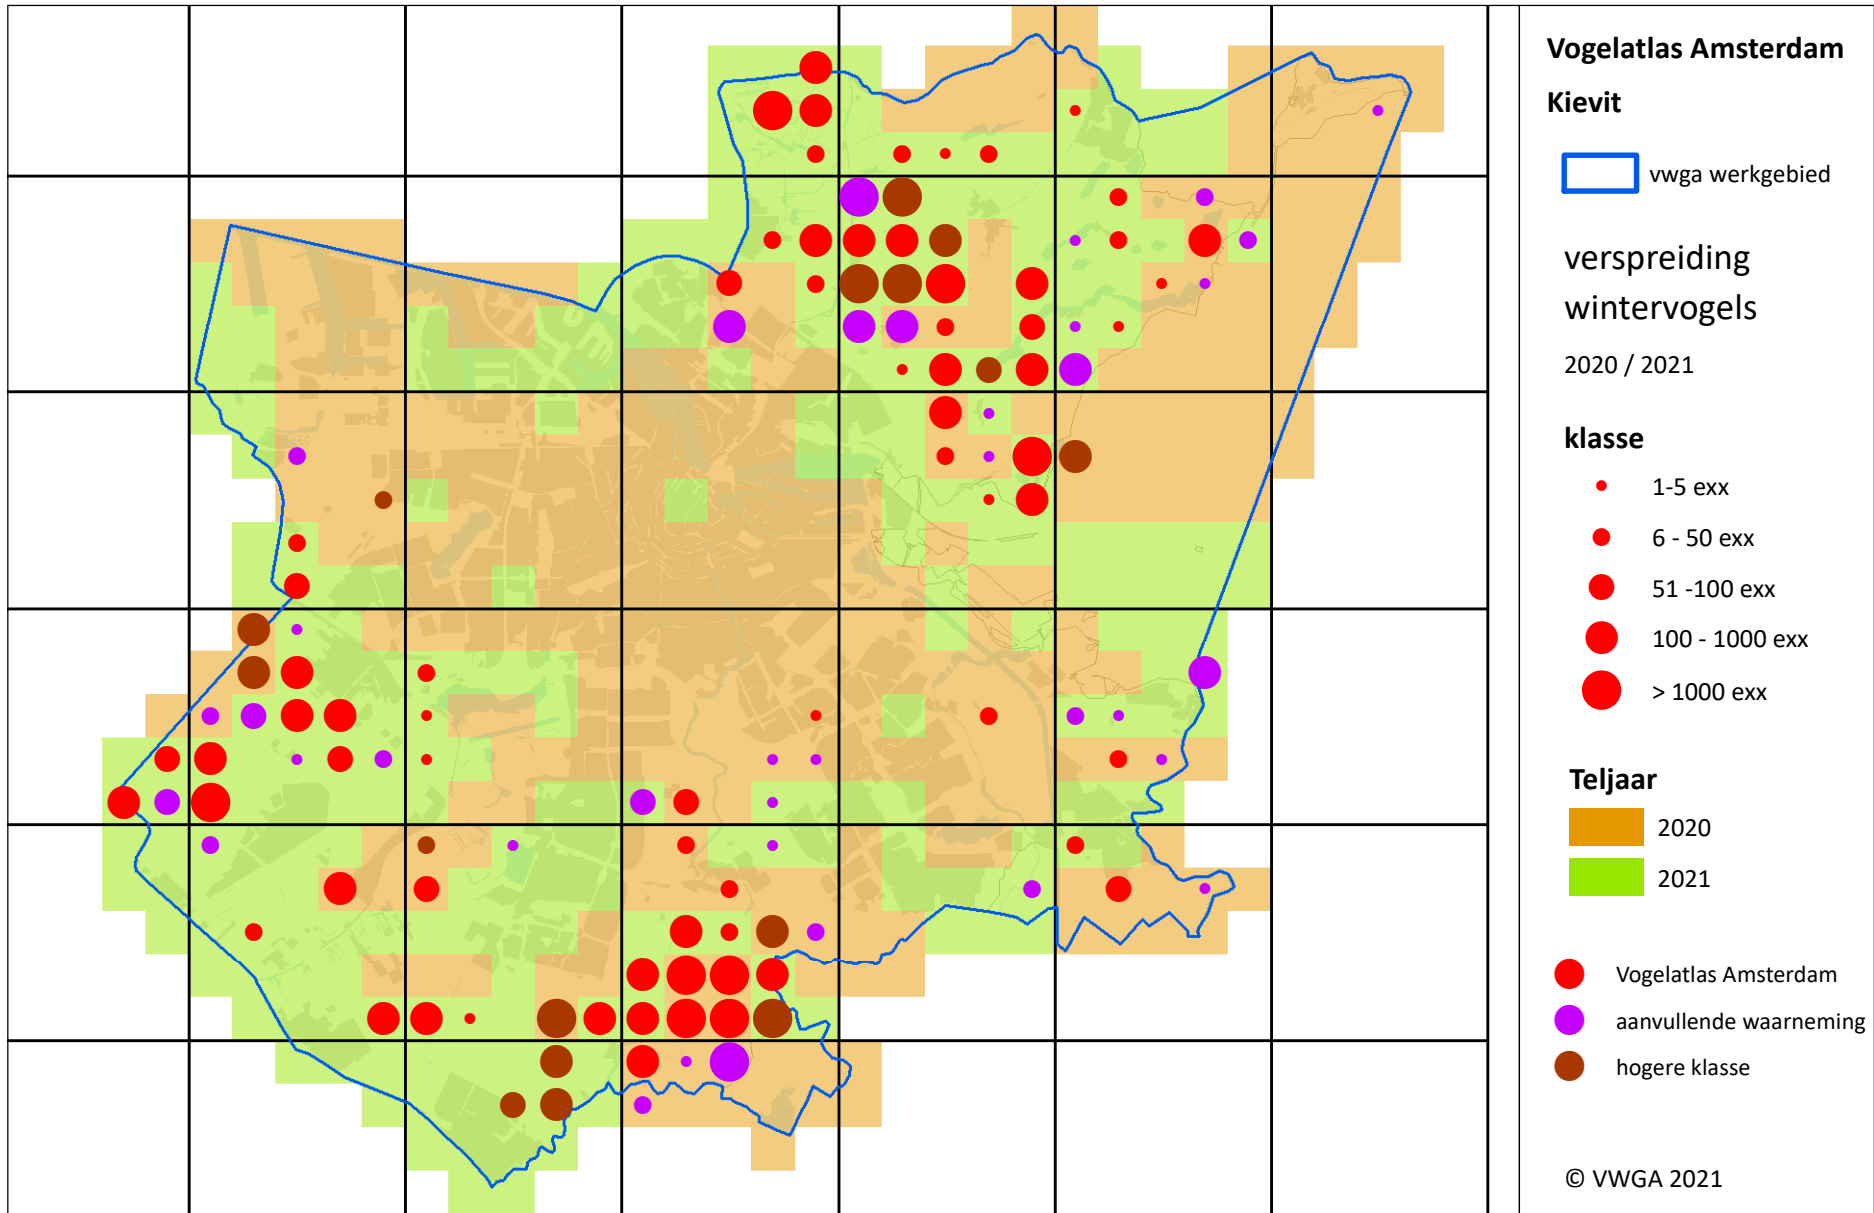 Vogelatlas Amsterdam
Kievit
vwga werkgebied
verspreiding
wintervogels
2020 / 2021
klasse
1-5 exx
6 - 50 exx
51 -100 exx
100 - 1000 exx
> 1000 exx
Teljaar
2020
2021
Vogelatlas Amsterdam
aanvullende waarneming
hogere klasse
© VWGA 2021